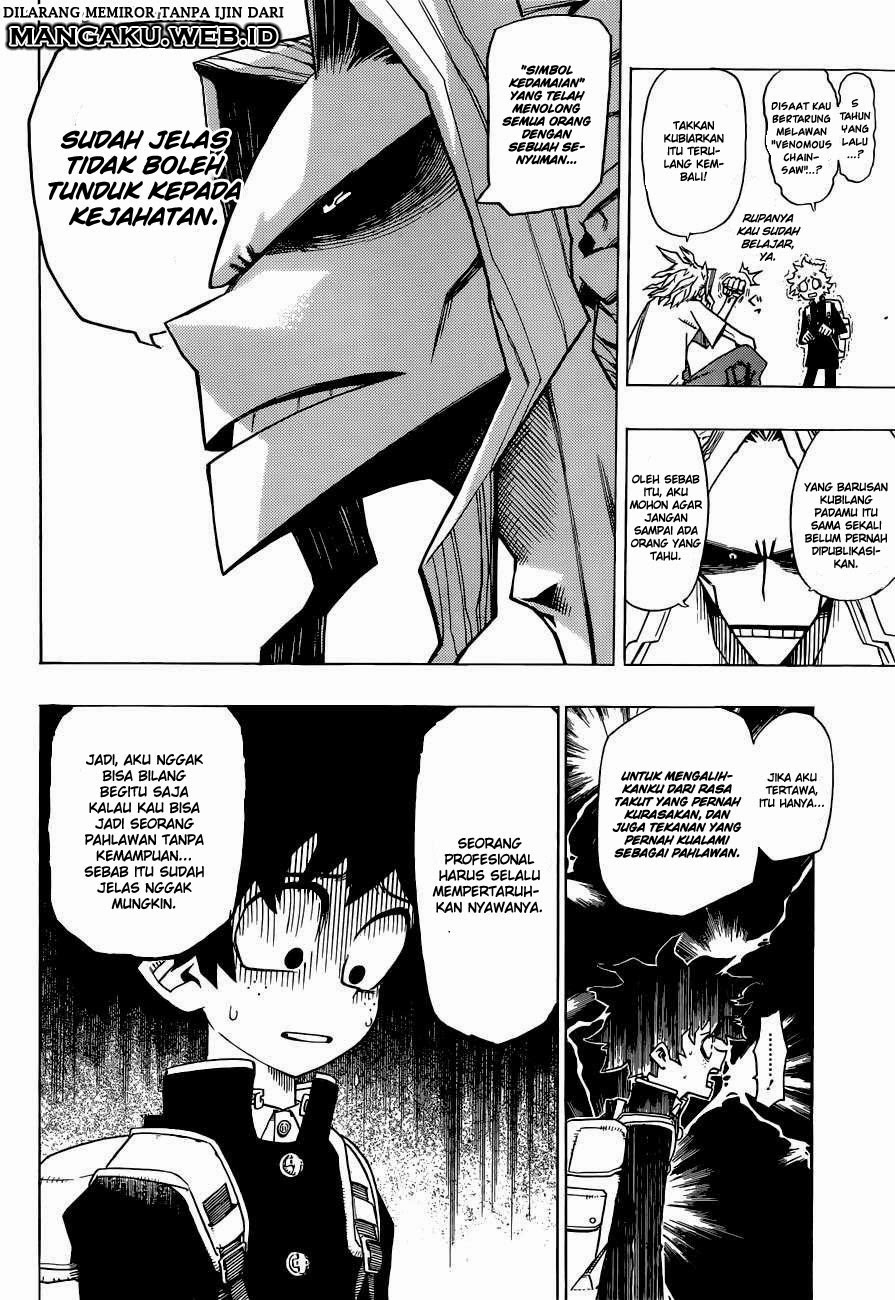 DILARANG MEMIROR TANPA IJIN DARI
MANGAKU.WEB.ID
5
TAHUN
YANG
LALU
...?
DISAAT KAU
BERTARUNG
MELAWAN
"VENOMOUS
CHAIN-
SAW"...?
TAKKAN
KUBIARKAN
ITU TERU-
LANG KEM-
BALI!
RUPANYA
KAU SUDAH
BELAJAR,
YA.
YANG BARUSAN
KUBILANG
PADAMU ITU
SAMA SEKALI
BELUM PERNAH
DIPUBLIKASI-
KAN.
OLEH SEBAB
ITU, AKU
MOHON AGAR
JANGAN
SAMPAI ADA
ORANG YANG
TAHU.
"SIMBOL
KEDAMAIAN"
YANG TELAH
MENOLONG
SEMUA ORANG
DENGAN
SEBUAH SE-
NYUMAN...
SUDAH JELAS
TIDAK BOLEH
TUNDUK KEPADA
KEJAHATAN.
JIKA AKU
TERTAWA,
ITU HANYA...
UNTUK MENGALIH-
KANKU DARI RASA
TAKUT YANG PERNAH
KURASAKAN, DAN
JUGA TEKANAN YANG
PERNAH KUALAMI
SEBAGAI PAHLAWAN.
.......!
SEORANG
PROFESIONAL
HARUS SELALU
MEMPERTARUH-
KAN NYAWANYA.
JADI, AKU NGGAK
BISA BILANG
BEGITU SAJA
KALAU KAU BISA
JADI SEORANG
PAHLAWAN TANPA
KEMAMPUAN...
SEBAB ITU SUDAH
JELAS NGGAK
MUNGKIN.